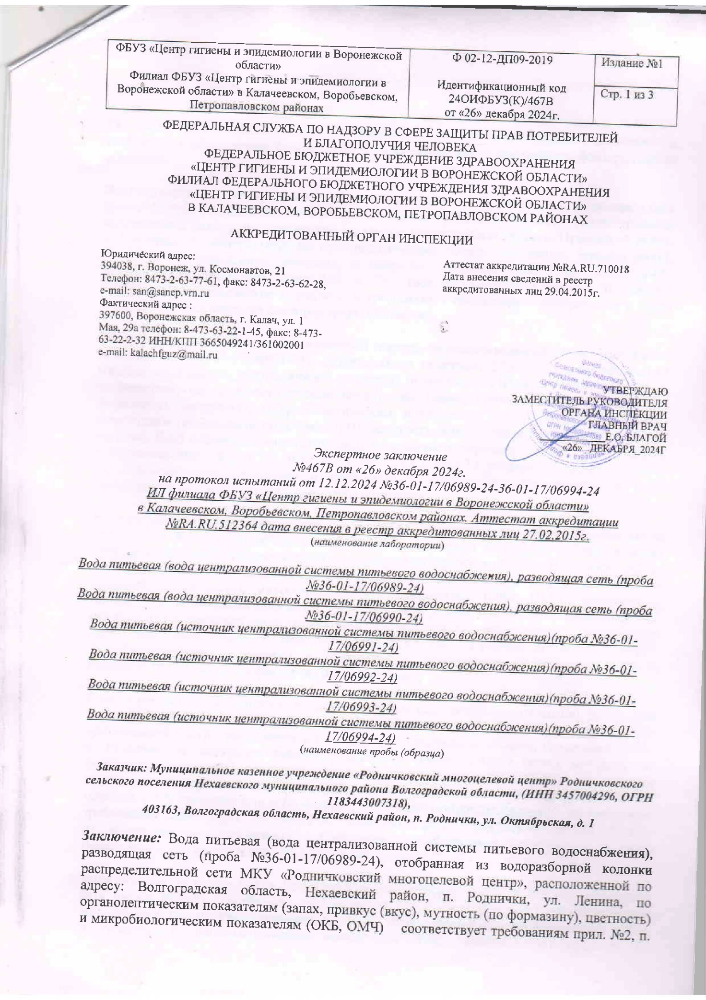 ФБУЗ «Центр гигиены и эпидемиологии в Воронежской
области»
Филиал ФБУЗ «Центр гигиены и эпидемиологии в
Воронежской области» в Калачеевском, Воробьевском,
Петропавловском районах
Ф 02-12-ДП09-2019
Идентификационный код
24ОИФБУЗ(К)/467В
от «26» декабря 2024г.
Издание №1
Стр. 1 из 3
ФЕДЕРАЛЬНАЯ СЛУЖБА ПО НАДЗОРУ В СФЕРЕ ЗАЩИТЫ ПРАВ ПОТРЕБИТЕЛЕЙ
И БЛАГОПОЛУЧИЯ ЧЕЛОВЕКА
ФЕДЕРАЛЬНОЕ БЮДЖЕТНОЕ УЧРЕЖДЕНИЕ ЗДРАВООХРАНЕНИЯ
«ЦЕНТР ГИГИЕНЫ И ЭПИДЕМИОЛОГИИ В ВОРОНЕЖСКОЙ ОБЛАСТИ»
ФИЛИАЛ ФЕДЕРАЛЬНОГО БЮДЖЕТНОГО УЧРЕЖДЕНИЯ ЗДРАВООХРАНЕНИЯ
«ЦЕНТР ГИГИЕНЫ И ЭПИДЕМИОЛОГИИ В ВОРОНЕЖСКОЙ ОБЛАСТИ»
В КАЛАЧЕЕВСКОМ, ВОРОБЬЕВСКОМ, ПЕТРОПАВЛОВСКОМ РАЙОНАХ
АККРЕДИТОВАННЫЙ ОРГАН ИНСПЕКЦИИ
Юридический адрес:
394038, г. Воронеж, ул. Космонавтов, 21
Телефон: 8473-2-63-77-61, факс: 8473-2-63-62-28,
e-mail: san@sanep.vrn.ru
Фактический адрес :
397600, Воронежская область, г. Калач, ул. 1
Мая, 29а телефон: 8-473-63-22-1-45, факс: 8-473-
63-22-2-32 ИНН/КПП 3665049241/361002001
e-mail: kalachfguz@mail.ru
Аттестат аккредитации №RA.RU.710018
Дата внесения сведений в реестр
аккредитованных лиц 29.04.2015г.
УТВЕРЖДАЮ
ЗАМЕСТИТЕЛЬ РУКОВОДИТЕЛЯ
ОРГАНА ИНСПЕКЦИИ
ГЛАВНЫЙ ВРАЧ
____________Е.О. БЛАГОЙ
«26» _ДЕКАБРЯ_2024Г
Экспертное заключение
№467В от «26» декабря 2024г.
на протокол испытаний от 12.12.2024 №36-01-17/06989-24-36-01-17/06994-24
ИЛ филиала ФБУЗ «Центр гигиены и эпидемиологии в Воронежской области»
в Калачеевском, Воробьевском, Петропавловском районах. Аттестат аккредитации
№RA.RU.512364 дата внесения в реестр аккредитованных лиц 27.02.2015г.
(наименование лаборатории)
Вода питьевая (вода централизованной системы питьевого водоснабжения), разводящая сеть (проба
№36-01-17/06989-24)
Вода питьевая (вода централизованной системы питьевого водоснабжения), разводящая сеть (проба
№36-01-17/06990-24)
Вода питьевая (источник централизованной системы питьевого водоснабжения)(проба №36-01-
17/06991-24)
Вода питьевая (источник централизованной системы питьевого водоснабжения)(проба №36-01-
17/06992-24)
Вода питьевая (источник централизованной системы питьевого водоснабжения)(проба №36-01-
17/06993-24)
Вода питьевая (источник централизованной системы питьевого водоснабжения)(проба №36-01-
17/06994-24)
(наименование пробы (образца)
Заказчик: Муниципальное казенное учреждение «Родничковский многоцелевой центр» Родничковского
сельского поселения Нехаевского муниципального района Волгоградской области, (ИНН 3457004296, ОГРН
1183443007318),
403163, Волгоградская область, Нехаевский район, п. Роднички, ул. Октябрьская, д. 1
Заключение: Вода питьевая (вода централизованной системы питьевого водоснабжения),
разводящая сеть (проба №36-01-17/06989-24), отобранная из водоразборной колонки
распределительной сети МКУ «Родничковский многоцелевой центр», расположенной по
адресу: Волгоградская область, Нехаевский район, п. Роднички, ул. Ленина, по
органолептическим показателям (запах, привкус (вкус), мутность (по формазину), цветность)
и микробиологическим показателям (ОКБ, ОМЧ) соответствует требованиям прил. №2, п.